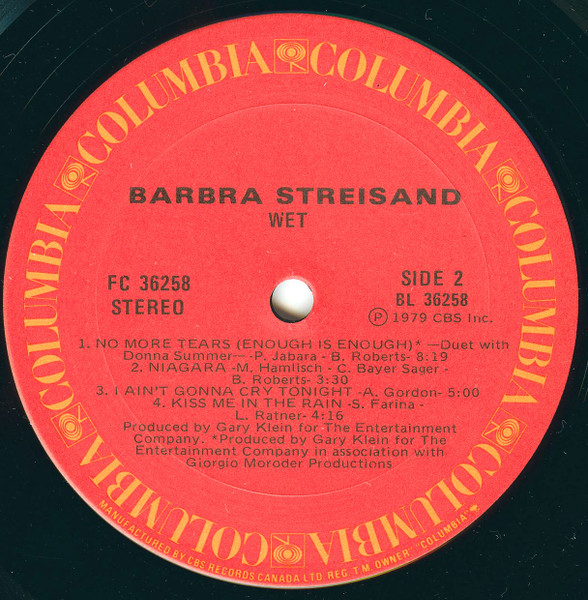 COLUMBIA COLUMBIA COLUMBIA COLUMBIA COLUMBIA COLUMBIA
BARBRA STREISAND
WET
FC 36258
STEREO
SIDE 2
BL 36258
Ⓟ 1979 CBS Inc.
1. NO MORE TEARS (ENOUGH IS ENOUGH)* —Duet with
Donna Summer— -P. Jabara - B. Roberts- 8:19
2. NIAGARA -M. Hamlisch - C. Bayer Sager -
B. Roberts- 3:30
3. I AIN'T GONNA CRY TONIGHT -A. Gordon- 5:00
4. KISS ME IN THE RAIN -S. Farina -
L. Ratner- 4:16
Produced by Gary Klein for The Entertainment
Company. *Produced by Gary Klein for The
Entertainment Company in association with
Giorgio Moroder Productions
MANUFACTURED BY CBS RECORDS CANADA LTD REG T.M. OWNER "COLUMBIA"